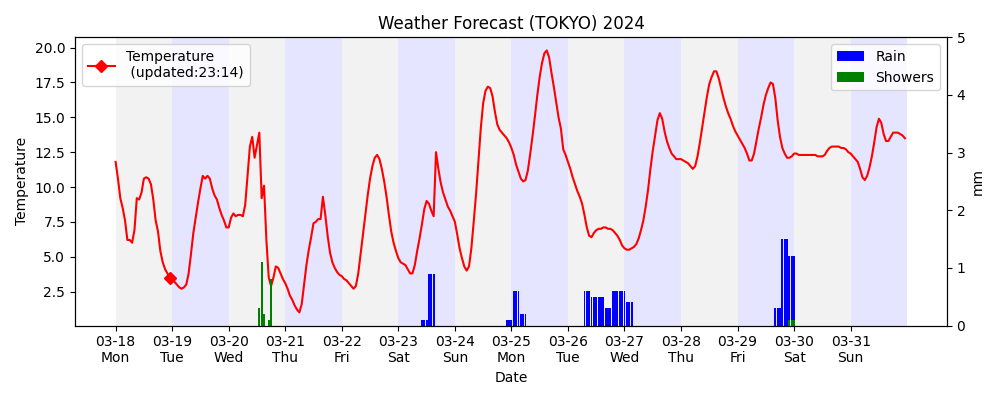 Weather Forecast (TOKYO) 2024
Temperature
(updated:23:14)
Rain
Showers
20.0
17.5
15.0
12.5
10.0
7.5
5.0
2.5
Temperature
5
4
3
2
1
0
mm
03-18 03-19 03-20 03-21 03-22 03-23 03-24 03-25 03-26 03-27 03-28 03-29 03-30 03-31
Mon Tue Wed Thu Fri Sat Sun Mon Tue Wed Thu Fri Sat Sun
Date